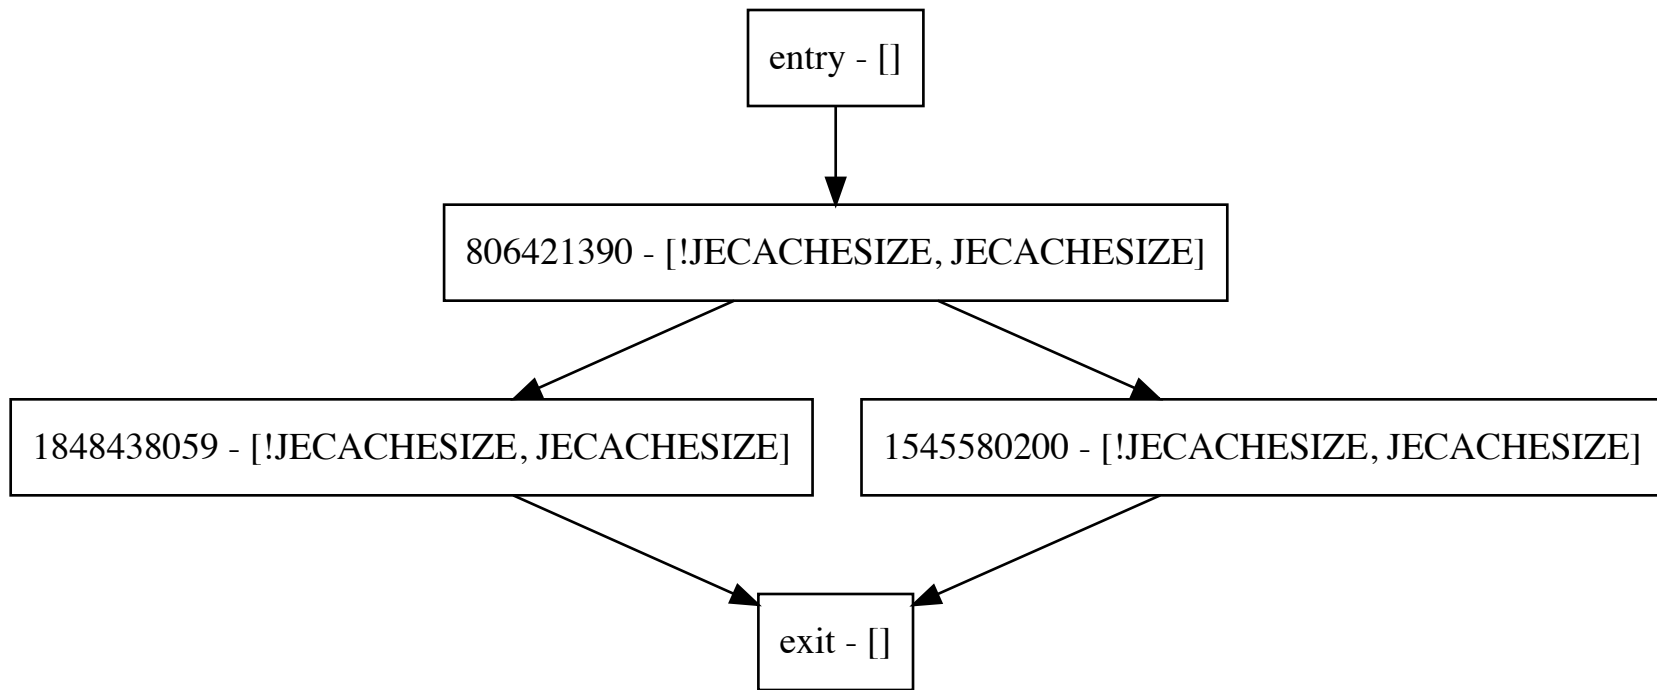 entry - []
806421390 - [!JECACHESIZE, JECACHESIZE]
1848438059 - [!JECACHESIZE, JECACHESIZE]
1545580200 - [!JECACHESIZE, JECACHESIZE]
exit - []